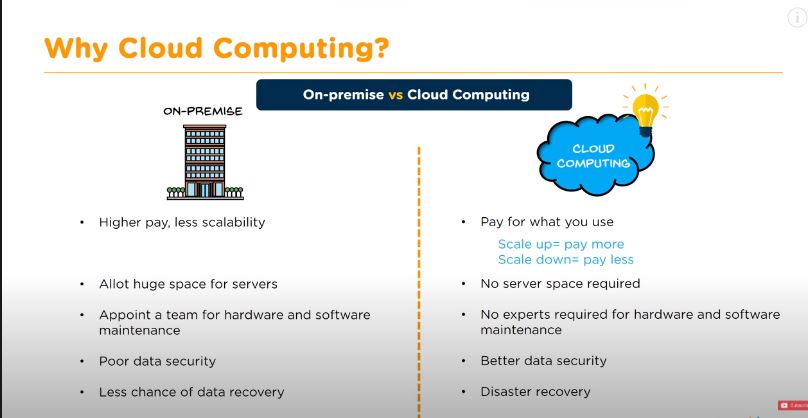 Why Cloud Computing?
On-premise vs Cloud Computing
ON-PREMISE
• Higher pay, less scalability
• Allot huge space for servers
• Appoint a team for hardware and software
maintenance
• Poor data security
• Less chance of data recovery
CLOUD
COMPUTING
• Pay for what you use
Scale up= pay more
Scale down= pay less
• No server space required
• No experts required for hardware and software
maintenance
• Better data security
• Disaster recovery